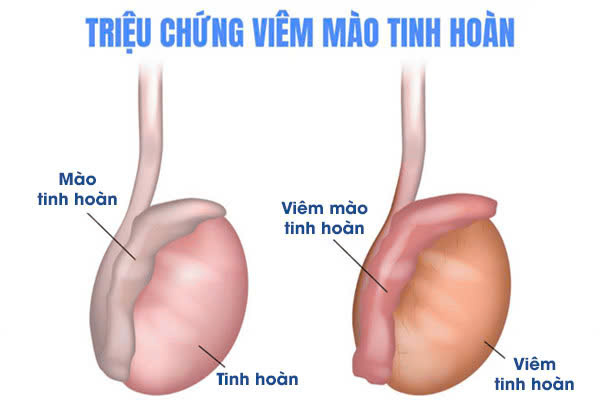 TRIỆU CHỨNG VIÊM MÀO TINH HOÀN
Mào
tinh hoàn
Tinh hoàn
Viêm mào
tinh hoàn
Viêm
tinh hoàn